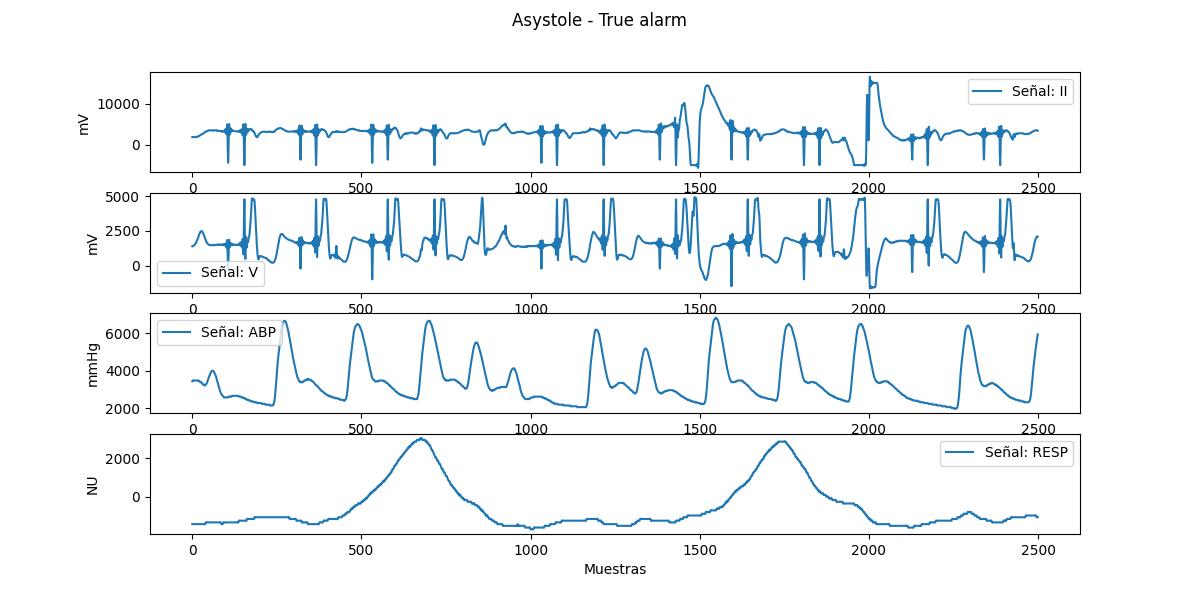 Asystole - True alarm
mV
10000
0
Señal: II
0 500 1000 1500 2000 2500
mV
5000
2500
0
Señal: V
0 500 1000 1500 2000 2500
mmHg
6000
4000
2000
Señal: ABP
0 500 1000 1500 2000 2500
NU
2000
0
Señal: RESP
0 500 1000 1500 2000 2500
Muestras